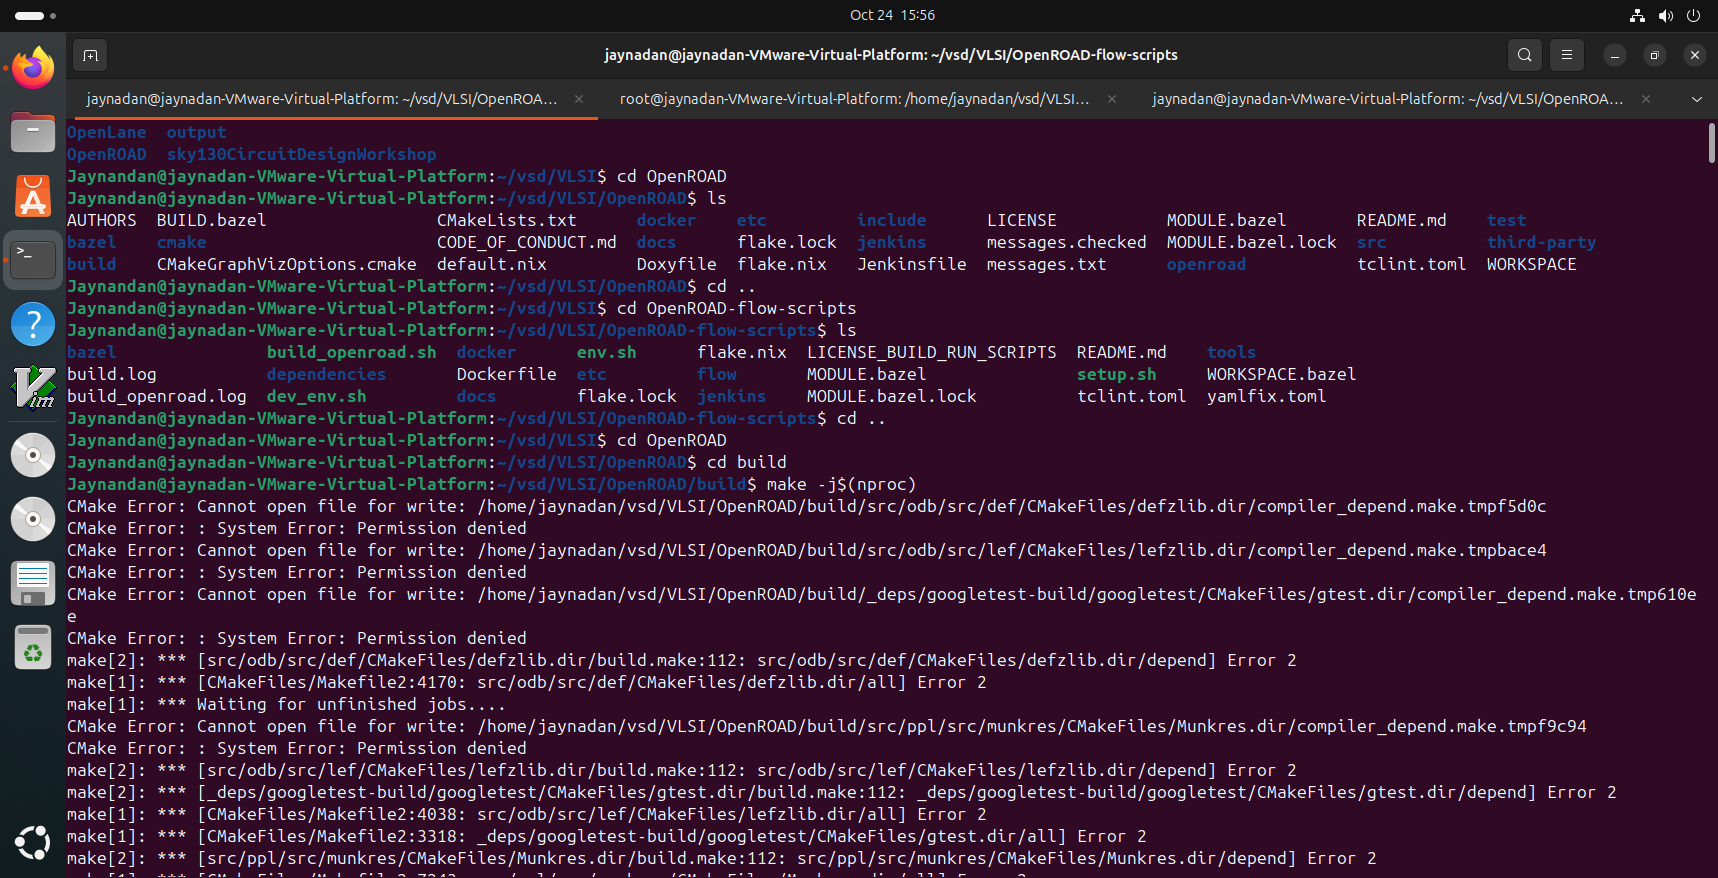 Oct 24 15:56
jaynadan@jaynadan-VMware-Virtual-Platform: ~/vsd/VLSI/OpenROAD-flow-scripts
jaynadan@jaynadan-VMware-Virtual-Platform: ~/vsd/VLSI/OpenROA...
root@jaynadan-VMware-Virtual-Platform: /home/jaynadan/vsd/VLSI...
jaynadan@jaynadan-VMware-Virtual-Platform: ~/vsd/VLSI/OpenROA...
OpenLane output
OpenROAD sky130CircuitDesignWorkshop
Jaynandan@jaynadan-VMware-Virtual-Platform:~/vsd/VLSI$ cd OpenROAD
Jaynandan@jaynadan-VMware-Virtual-Platform:~/vsd/VLSI/OpenROAD$ ls
AUTHORS BUILD.bazel CMakeLists.txt docker etc include LICENSE MODULE.bazel README.md test
bazel cmake CODE_OF_CONDUCT.md docs flake.lock jenkins messages.checked MODULE.bazel.lock src third-party
build CMakeGraphVizOptions.cmake default.nix Doxyfile flake.nix Jenkinsfile messages.txt openroad tclint.toml WORKSPACE
Jaynandan@jaynadan-VMware-Virtual-Platform:~/vsd/VLSI/OpenROAD$ cd ..
Jaynandan@jaynadan-VMware-Virtual-Platform:~/vsd/VLSI$ cd OpenROAD-flow-scripts
Jaynandan@jaynadan-VMware-Virtual-Platform:~/vsd/VLSI/OpenROAD-flow-scripts$ ls
bazel build_openroad.sh docker env.sh flake.nix LICENSE_BUILD_RUN_SCRIPTS README.md tools
build.log dependencies Dockerfile etc flow MODULE.bazel setup.sh WORKSPACE.bazel
build_openroad.log dev_env.sh docs flake.lock jenkins MODULE.bazel.lock tclint.toml yamlfix.toml
Jaynandan@jaynadan-VMware-Virtual-Platform:~/vsd/VLSI/OpenROAD-flow-scripts$ cd ..
Jaynandan@jaynadan-VMware-Virtual-Platform:~/vsd/VLSI$ cd OpenROAD
Jaynandan@jaynadan-VMware-Virtual-Platform:~/vsd/VLSI/OpenROAD$ cd build
Jaynandan@jaynadan-VMware-Virtual-Platform:~/vsd/VLSI/OpenROAD/build$ make -j$(nproc)
CMake Error: Cannot open file for write: /home/jaynadan/vsd/VLSI/OpenROAD/build/src/odb/src/def/CMakeFiles/defzlib.dir/compiler_depend.make.tmpf5d0c
CMake Error: : System Error: Permission denied
CMake Error: Cannot open file for write: /home/jaynadan/vsd/VLSI/OpenROAD/build/src/odb/src/lef/CMakeFiles/lefzlib.dir/compiler_depend.make.tmpbace4
CMake Error: : System Error: Permission denied
CMake Error: Cannot open file for write: /home/jaynadan/vsd/VLSI/OpenROAD/build/_deps/googletest-build/googletest/CMakeFiles/gtest.dir/compiler_depend.make.tmp610e
e
CMake Error: : System Error: Permission denied
make[2]: *** [src/odb/src/def/CMakeFiles/defzlib.dir/build.make:112: src/odb/src/def/CMakeFiles/defzlib.dir/depend] Error 2
make[1]: *** [CMakeFiles/Makefile2:4170: src/odb/src/def/CMakeFiles/defzlib.dir/all] Error 2
make[1]: *** Waiting for unfinished jobs....
CMake Error: Cannot open file for write: /home/jaynadan/vsd/VLSI/OpenROAD/build/src/ppl/src/munkres/CMakeFiles/Munkres.dir/compiler_depend.make.tmpf9c94
CMake Error: : System Error: Permission denied
make[2]: *** [src/odb/src/lef/CMakeFiles/lefzlib.dir/build.make:112: src/odb/src/lef/CMakeFiles/lefzlib.dir/depend] Error 2
make[2]: *** [_deps/googletest-build/googletest/CMakeFiles/gtest.dir/build.make:112: _deps/googletest-build/googletest/CMakeFiles/gtest.dir/depend] Error 2
make[1]: *** [CMakeFiles/Makefile2:4038: src/odb/src/lef/CMakeFiles/lefzlib.dir/all] Error 2
make[1]: *** [CMakeFiles/Makefile2:3318: _deps/googletest-build/googletest/CMakeFiles/gtest.dir/all] Error 2
make[2]: *** [src/ppl/src/munkres/CMakeFiles/Munkres.dir/build.make:112: src/ppl/src/munkres/CMakeFiles/Munkres.dir/depend] Error 2